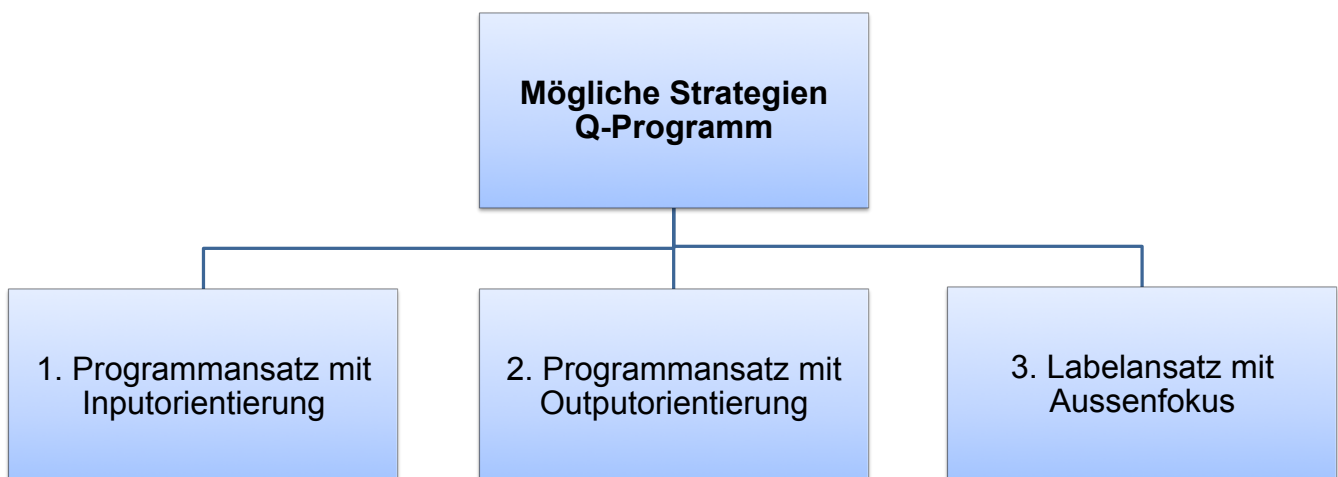 Mögliche Strategien
Q-Programm
1. Programmansatz mit
Inputorientierung
2. Programmansatz mit
Outputorientierung
3. Labelansatz mit
Aussenfokus